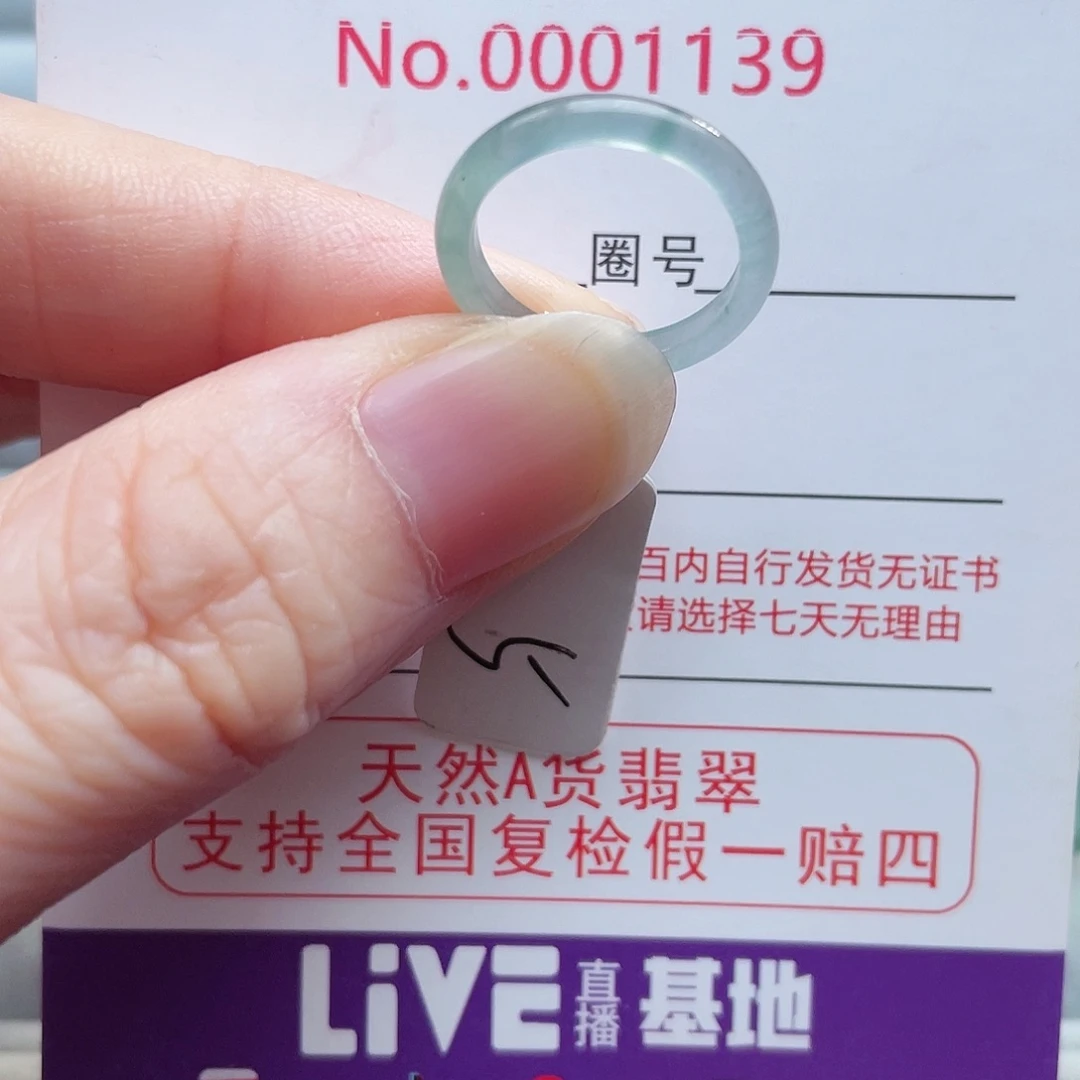 No.0001139
圈号
百内自行发货无证书
请选择七天无理由
天然A货翡翠
支持全国复检假一赔四
LiVE直播基地